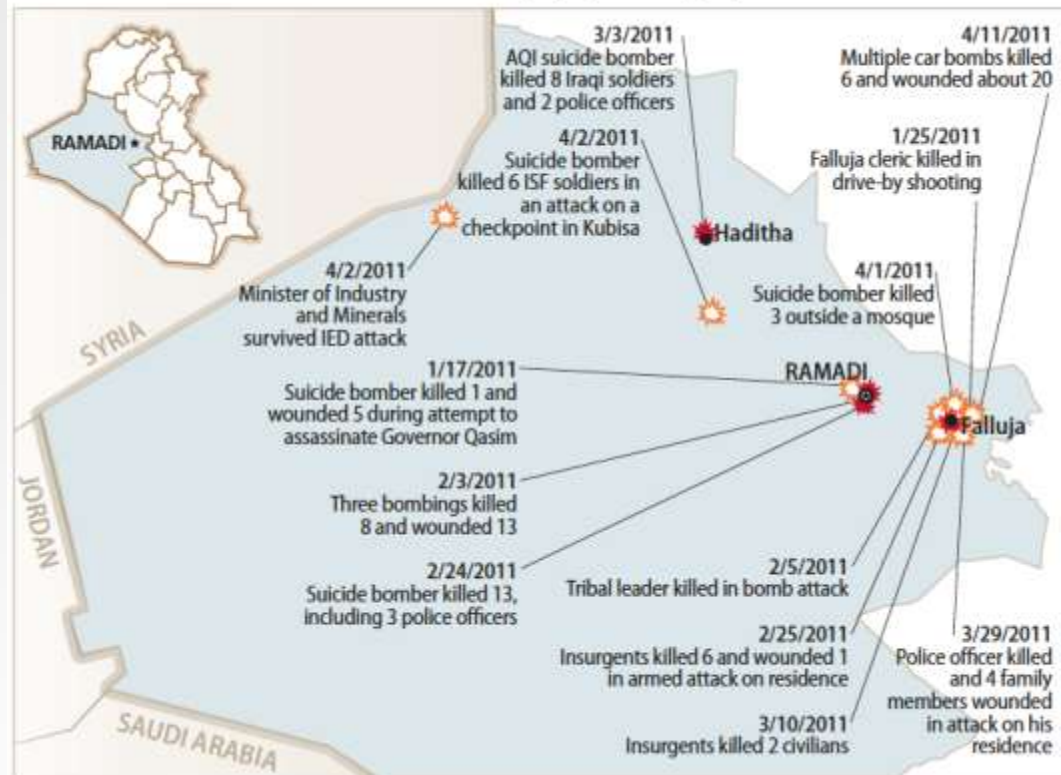 3/3/2011
AQI suicide bomber
killed 8 Iraqi soldiers
and 2 police officers
4/11/2011
Multiple car bombs killed
6 and wounded about 20
RAMADI
4/2/2011
Suicide bomber
killed 6 ISF soldiers in
an attack on a
checkpoint in Kubisa
1/25/2011
Falluja cleric killed in
drive-by shooting
Haditha
4/2/2011
Minister of Industry
and Minerals
survived IED attack
4/1/2011
Suicide bomber killed
3 outside a mosque
SYRIA
1/17/2011
Suicide bomber killed 1 and
wounded 5 during attempt to
assassinate Governor Qasim
RAMADI
Falluja
JORDAN
2/3/2011
Three bombings killed
8 and wounded 13
2/24/2011
Suicide bomber killed 13,
including 3 police officers
2/5/2011
Tribal leader killed in bomb attack
2/25/2011
Insurgents killed 6 and wounded 1
in armed attack on residence
3/29/2011
Police officer killed
and 4 family
members wounded
in attack on his
residence
3/10/2011
Insurgents killed 2 civilians
SAUDI ARABIA